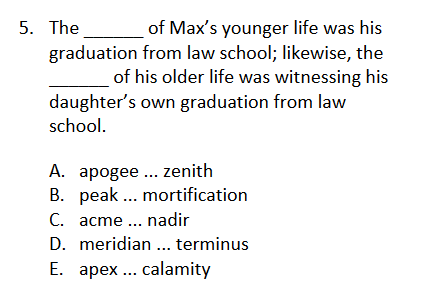 5. The ______ of Max’s younger life was his
graduation from law school; likewise, the
______ of his older life was witnessing his
daughter’s own graduation from law
school.
A. apogee ... zenith
B. peak ... mortification
C. acme ... nadir
D. meridian ... terminus
E. apex ... calamity